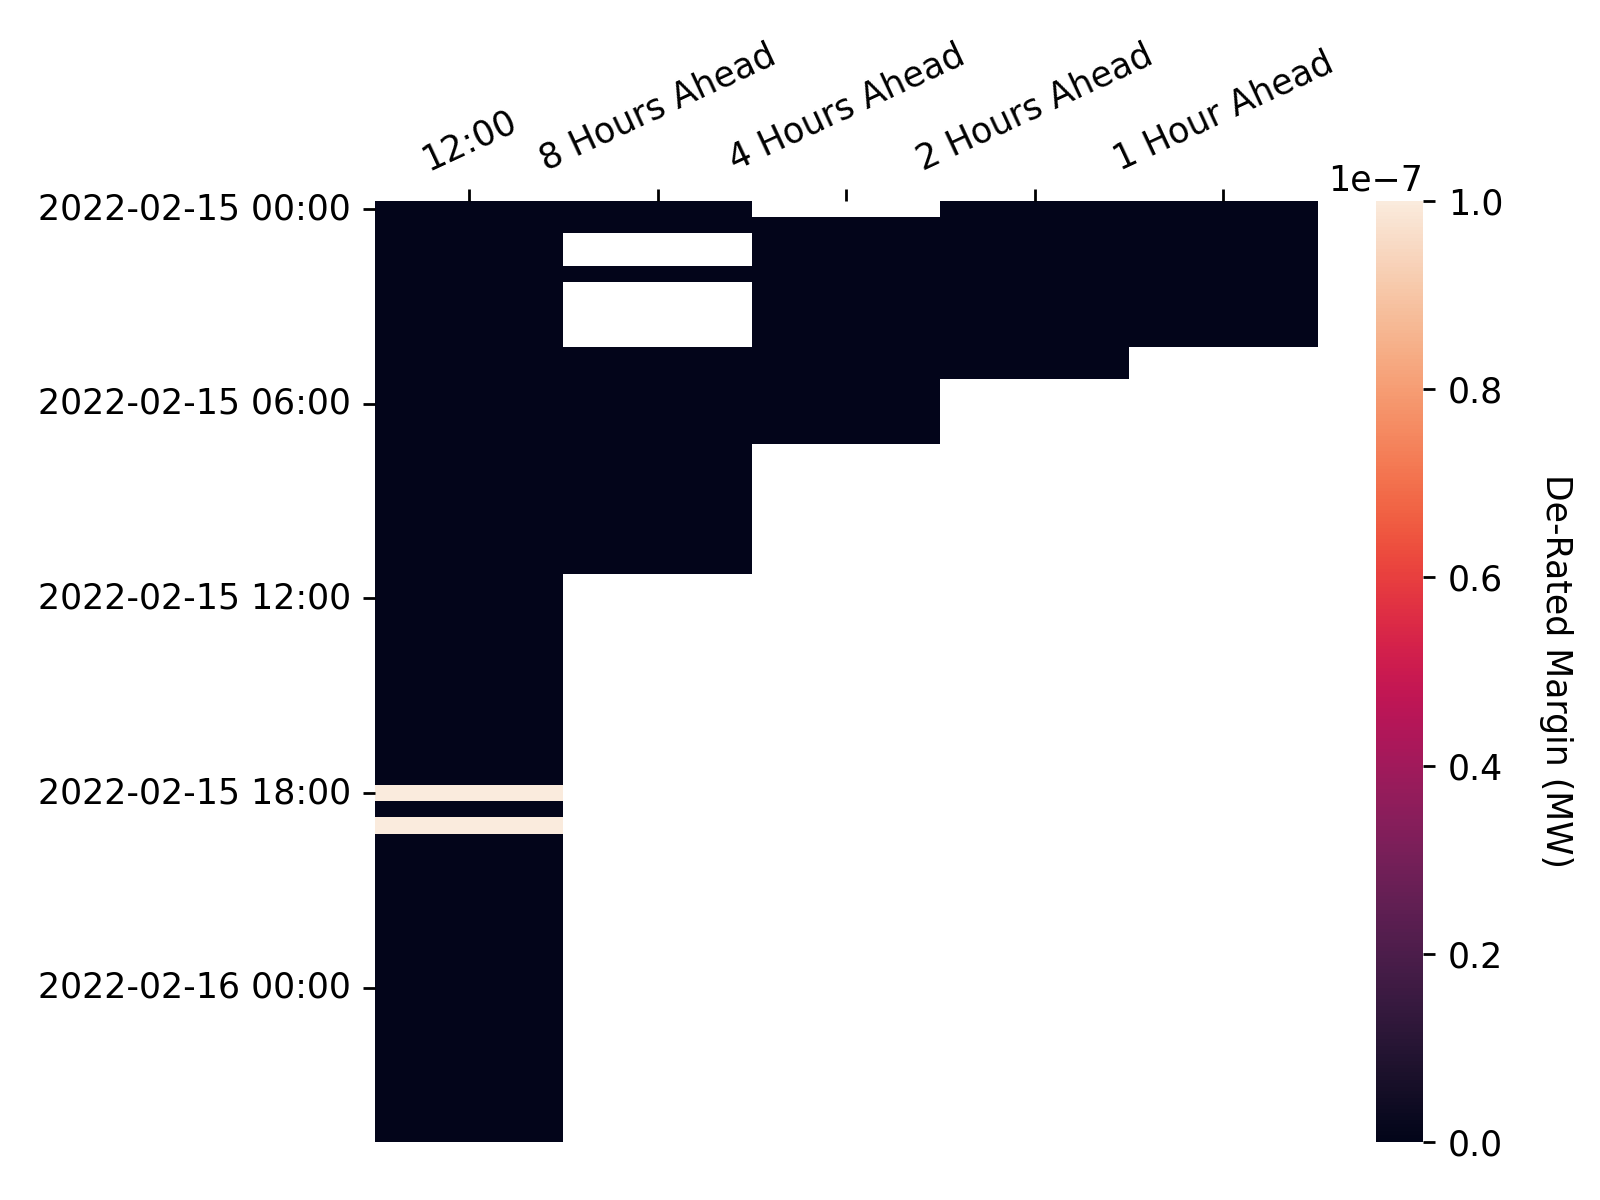 12:00
8 Hours Ahead
4 Hours Ahead
2 Hours Ahead
1 Hour Ahead
2022-02-15 00:00
2022-02-15 06:00
2022-02-15 12:00
2022-02-15 18:00
2022-02-16 00:00
1e−7
1.0
0.8
0.6
0.4
0.2
0.0
De-Rated Margin (MW)